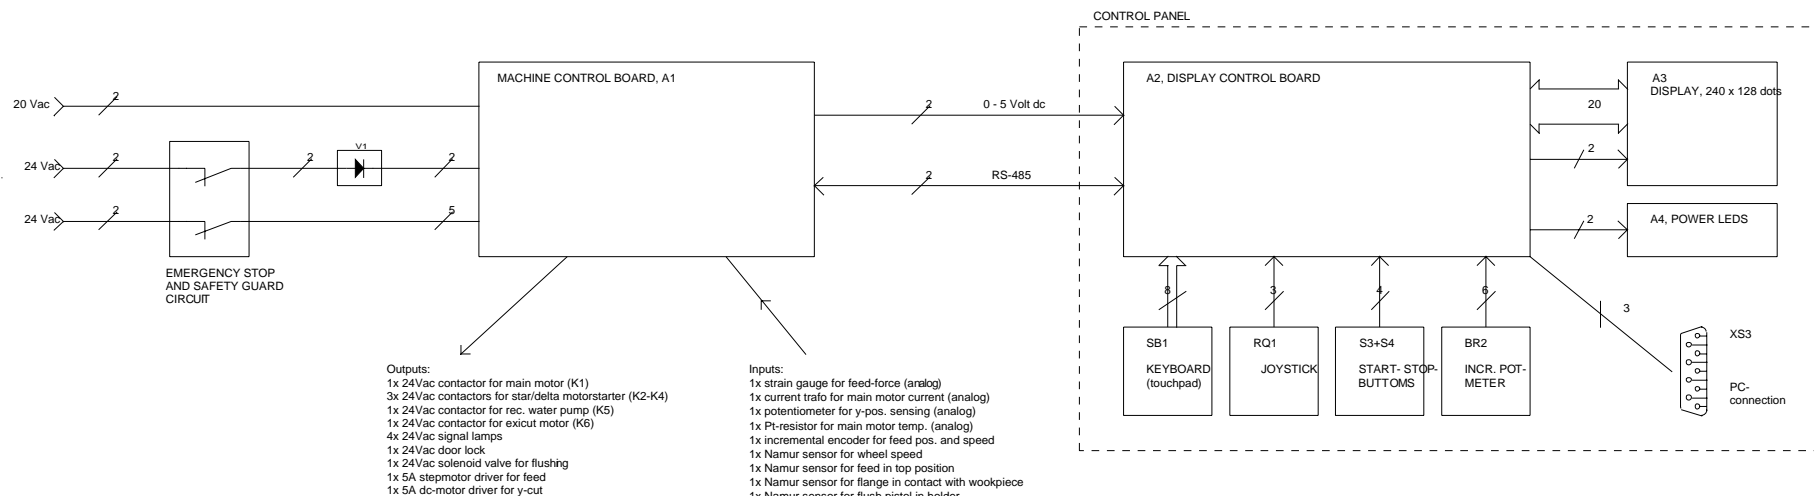 CONTROL PANEL
MACHINE CONTROL BOARD, A1
A2, DISPLAY CONTROL BOARD
A3
DISPLAY, 240 x 128 dots
20 Vac
2
2
0 - 5 Volt dc
20
24 Vac
2
2
V1
2
2
RS-485
2
24 Vac
2
5
2
A4, POWER LEDS
EMERGENCY STOP
AND SAFETY GUARD
CIRCUIT
8
3
4
6
3
SB1
KEYBOARD
(touchpad)
RQ1
JOYSTICK
S3+S4
START- STOP-
BUTTOMS
BR2
INCR. POT-
METER
XS3
PC-
connection
Outputs:
1x 24Vac contactor for main motor (K1)
3x 24Vac contactors for star/delta motorstarter (K2-K4)
1x 24Vac contactor for rec. water pump (K5)
1x 24Vac contactor for exicut motor (K6)
4x 24Vac signal lamps
1x 24Vac door lock
1x 24Vac solenoid valve for flushing
1x 5A stepmotor driver for feed
1x 5A dc-motor driver for y-cut
Inputs:
1x strain gauge for feed-force (analog)
1x current trafo for main motor current (analog)
1x potentiometer for y-pos. sensing (analog)
1x Pt-resistor for main motor temp. (analog)
1x incremental encoder for feed pos. and speed
1x Namur sensor for wheel speed
1x Namur sensor for feed in top position
1x Namur sensor for flange in contact with wookpiece
1x Namur sensor for flush pistol in holder